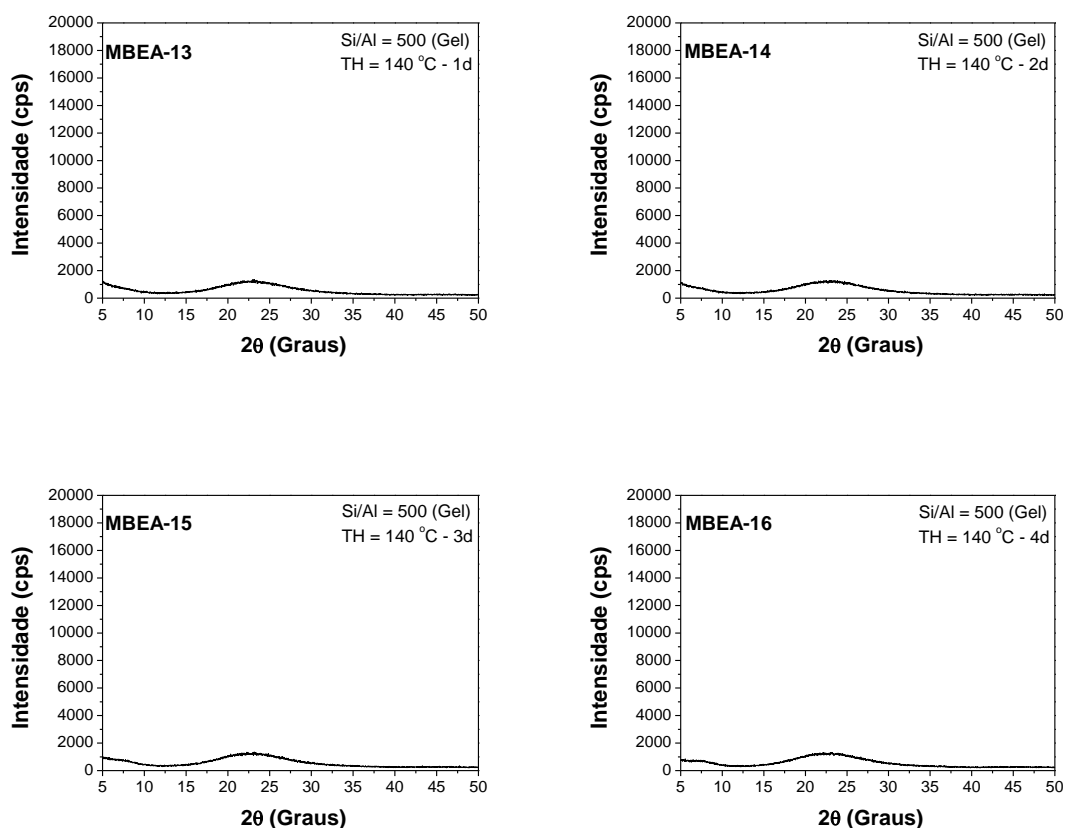 20000
18000
16000
14000
12000
10000
8000
6000
4000
2000
0
Intensidade (cps)
MBEA-13
Si/Al = 500 (Gel)
TH = 140 °C - 1d
5 10 15 20 25 30 35 40 45 50
2θ (Graus)
20000
18000
16000
14000
12000
10000
8000
6000
4000
2000
0
Intensidade (cps)
MBEA-14
Si/Al = 500 (Gel)
TH = 140 °C - 2d
5 10 15 20 25 30 35 40 45 50
2θ (Graus)
20000
18000
16000
14000
12000
10000
8000
6000
4000
2000
0
Intensidade (cps)
MBEA-15
Si/Al = 500 (Gel)
TH = 140 °C - 3d
5 10 15 20 25 30 35 40 45 50
2θ (Graus)
20000
18000
16000
14000
12000
10000
8000
6000
4000
2000
0
Intensidade (cps)
MBEA-16
Si/Al = 500 (Gel)
TH = 140 °C - 4d
5 10 15 20 25 30 35 40 45 50
2θ (Graus)